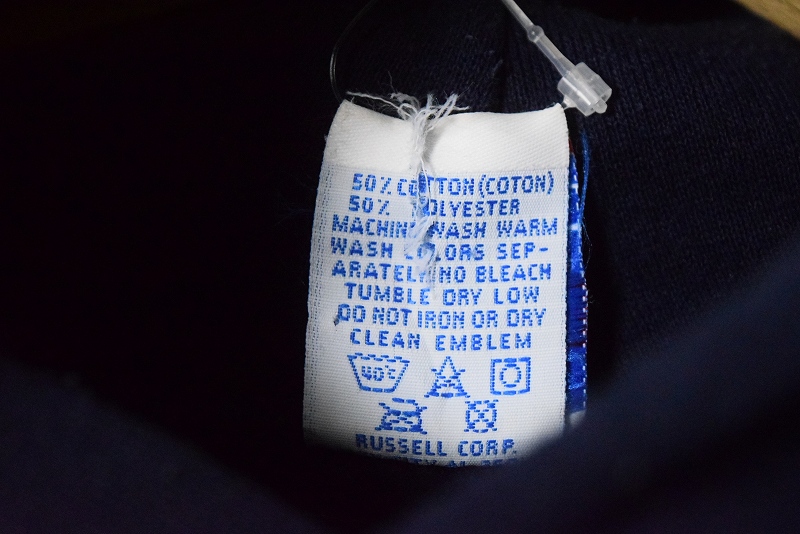 50% COTTON (COTON)
50% POLYESTER
MACHINE WASH WARM
WASH COLORS SEP-
ARATELY NO BLEACH
TUMBLE DRY LOW
DO NOT IRON OR DRY
CLEAN EMBLEM
40°C
RUSSELL CORP.